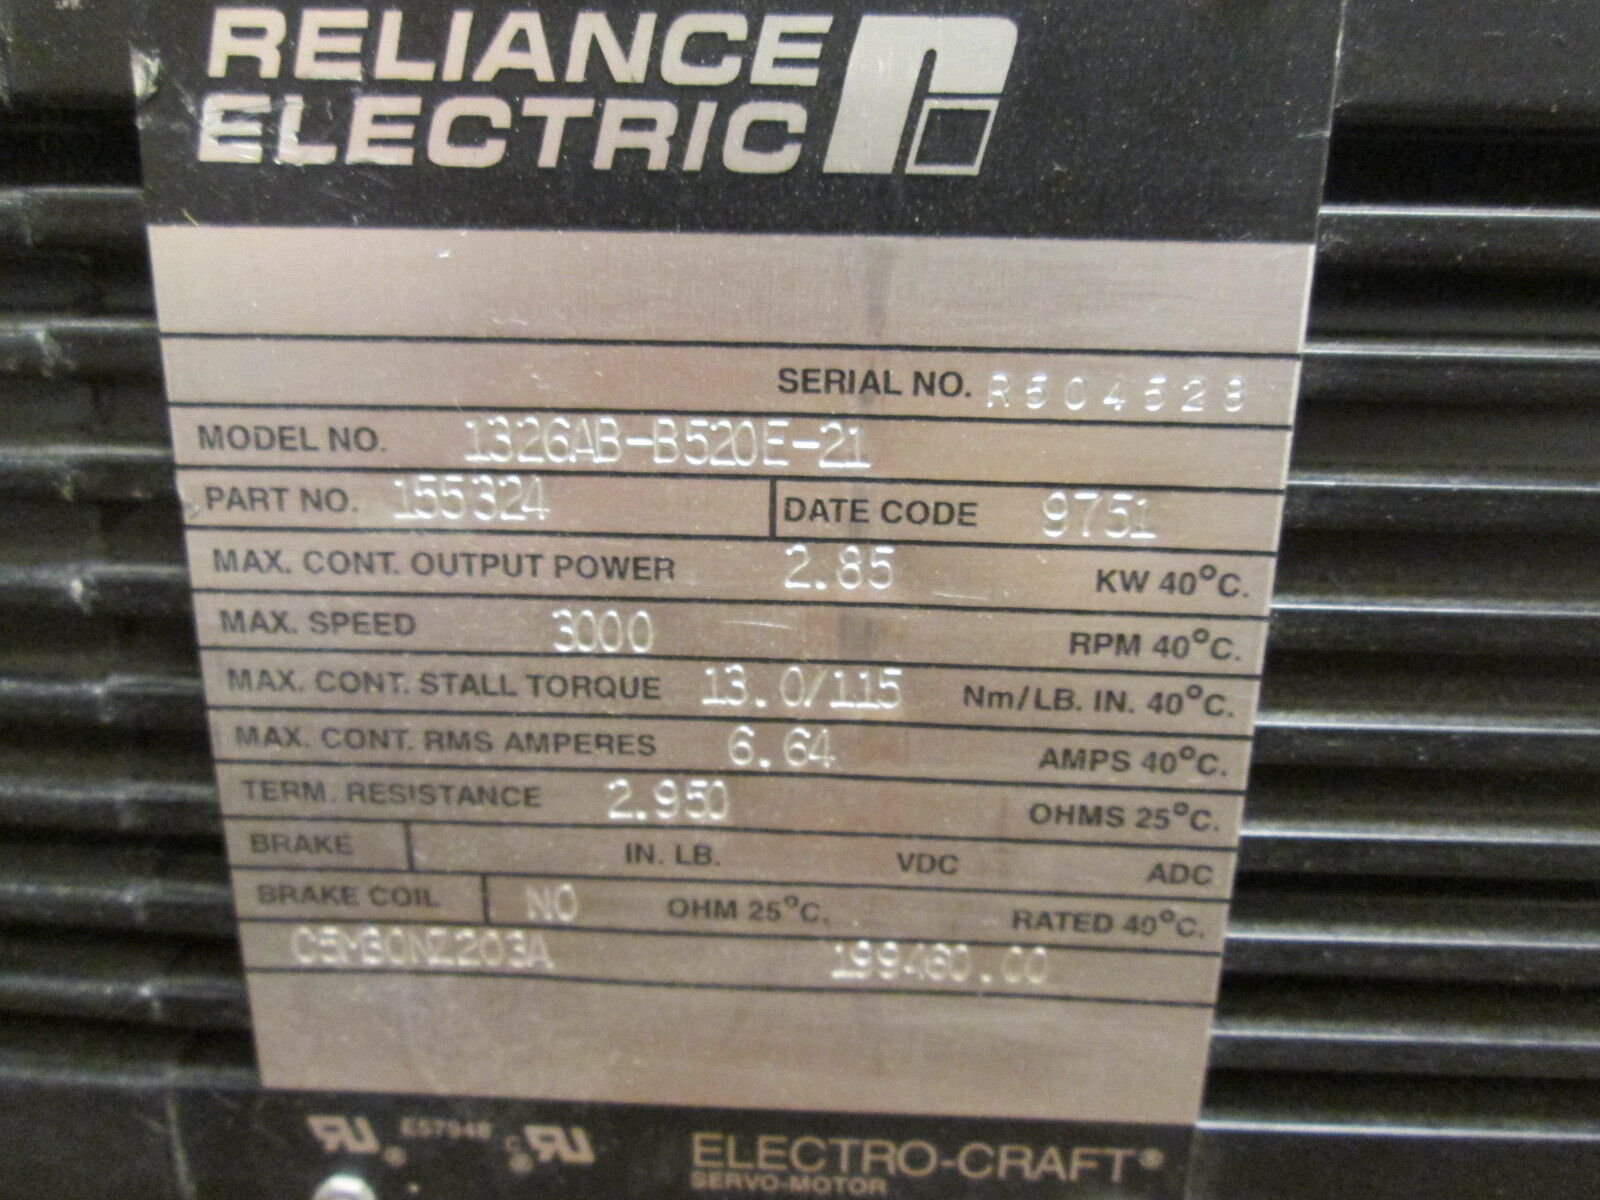 RELIANCE
ELECTRIC
SERIAL NO. R504528
MODEL NO. 1326AB-B520E-21
PART NO. 155324 DATE CODE 9751
MAX. CONT. OUTPUT POWER 2.85 KW 40°C.
MAX. SPEED 3000 RPM 40°C.
MAX. CONT. STALL TORQUE 13.0/115 Nm/LB. IN. 40°C.
MAX. CONT. RMS AMPERES 6.64 AMPS 40°C.
TERM. RESISTANCE 2.950 OHMS 25°C.
BRAKE IN. LB. VDC ADC
BRAKE COIL NO OHM 25°C. RATED 40°C.
199460.00
ELECTRO-CRAFT®
SERVO-MOTOR